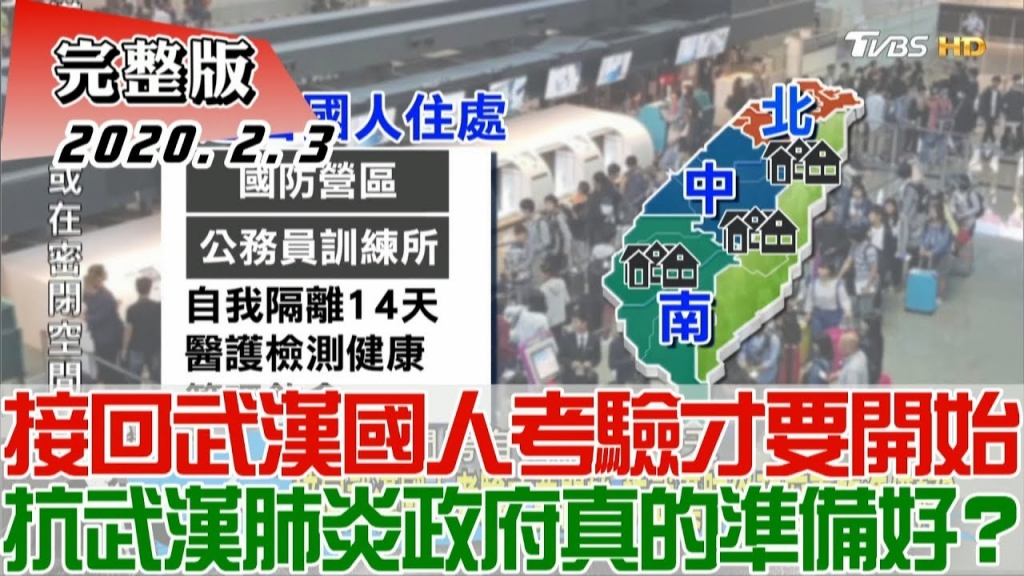 完整版
TVBS HD
2020.2.3
國人住處
國防營區
公務員訓練所
自我隔離14天
醫護檢測健康
或在密閉空間
北
中
南
接回武漢國人考驗才要開始
抗武漢肺炎政府真的準備好?